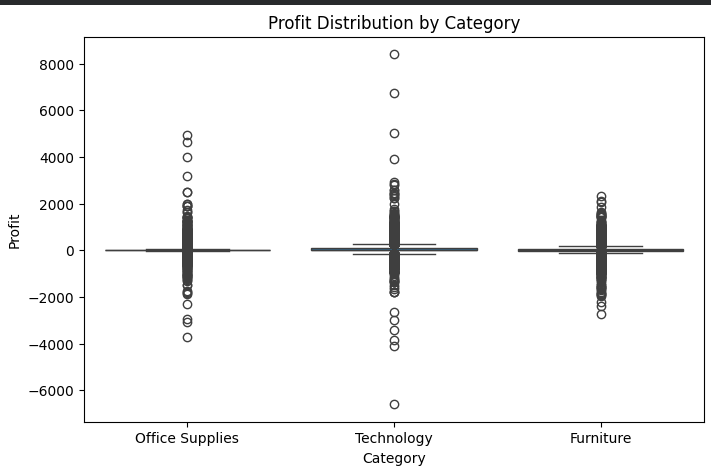 Profit Distribution by Category
8000
6000
4000
2000
0
−2000
−4000
−6000
Profit
Office Supplies
Technology
Furniture
Category